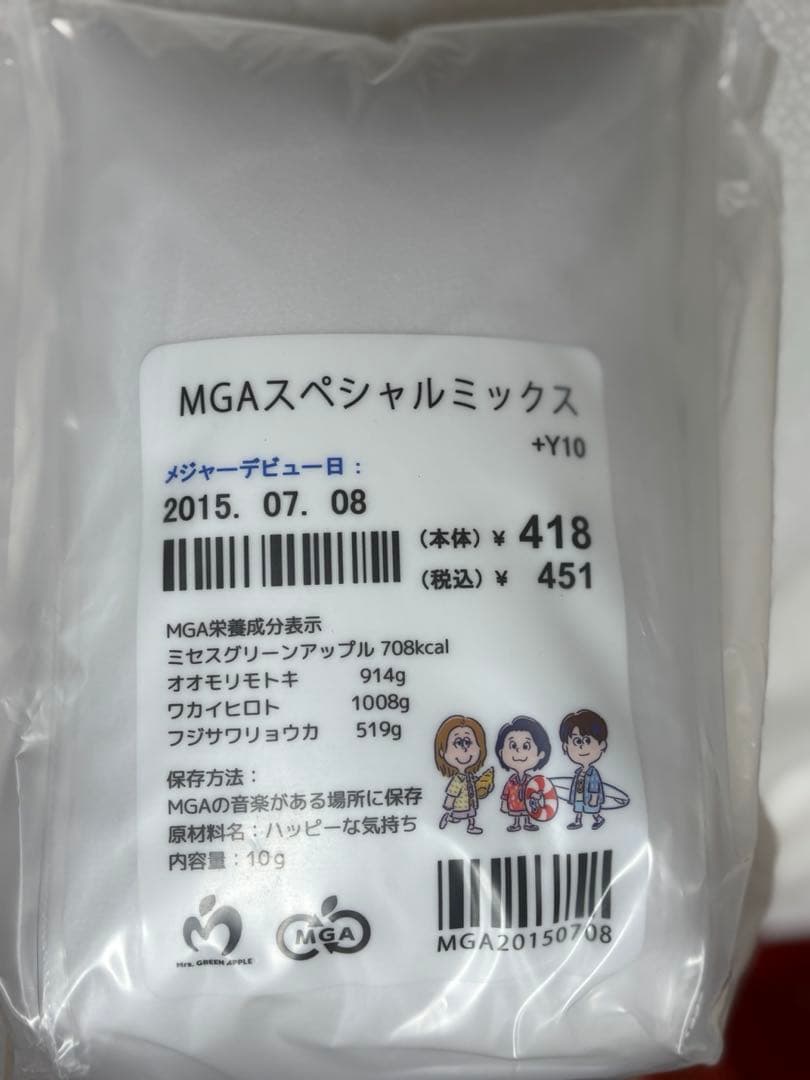 MGAスペシャルミックス
+Y10
メジャーデビュー日：
2015. 07. 08
（本体）¥ 418
（税込）¥ 451
MGA栄養成分表示
ミセスグリーンアップル 708kcal
オオモリモトキ 914g
ワカイヒロト 1008g
フジサワリョウカ 519g
保存方法：
MGAの音楽がある場所に保存
原材料名：ハッピーな気持ち
内容量：10g
Mrs. GREEN APPLE
MGA
MGA20150708